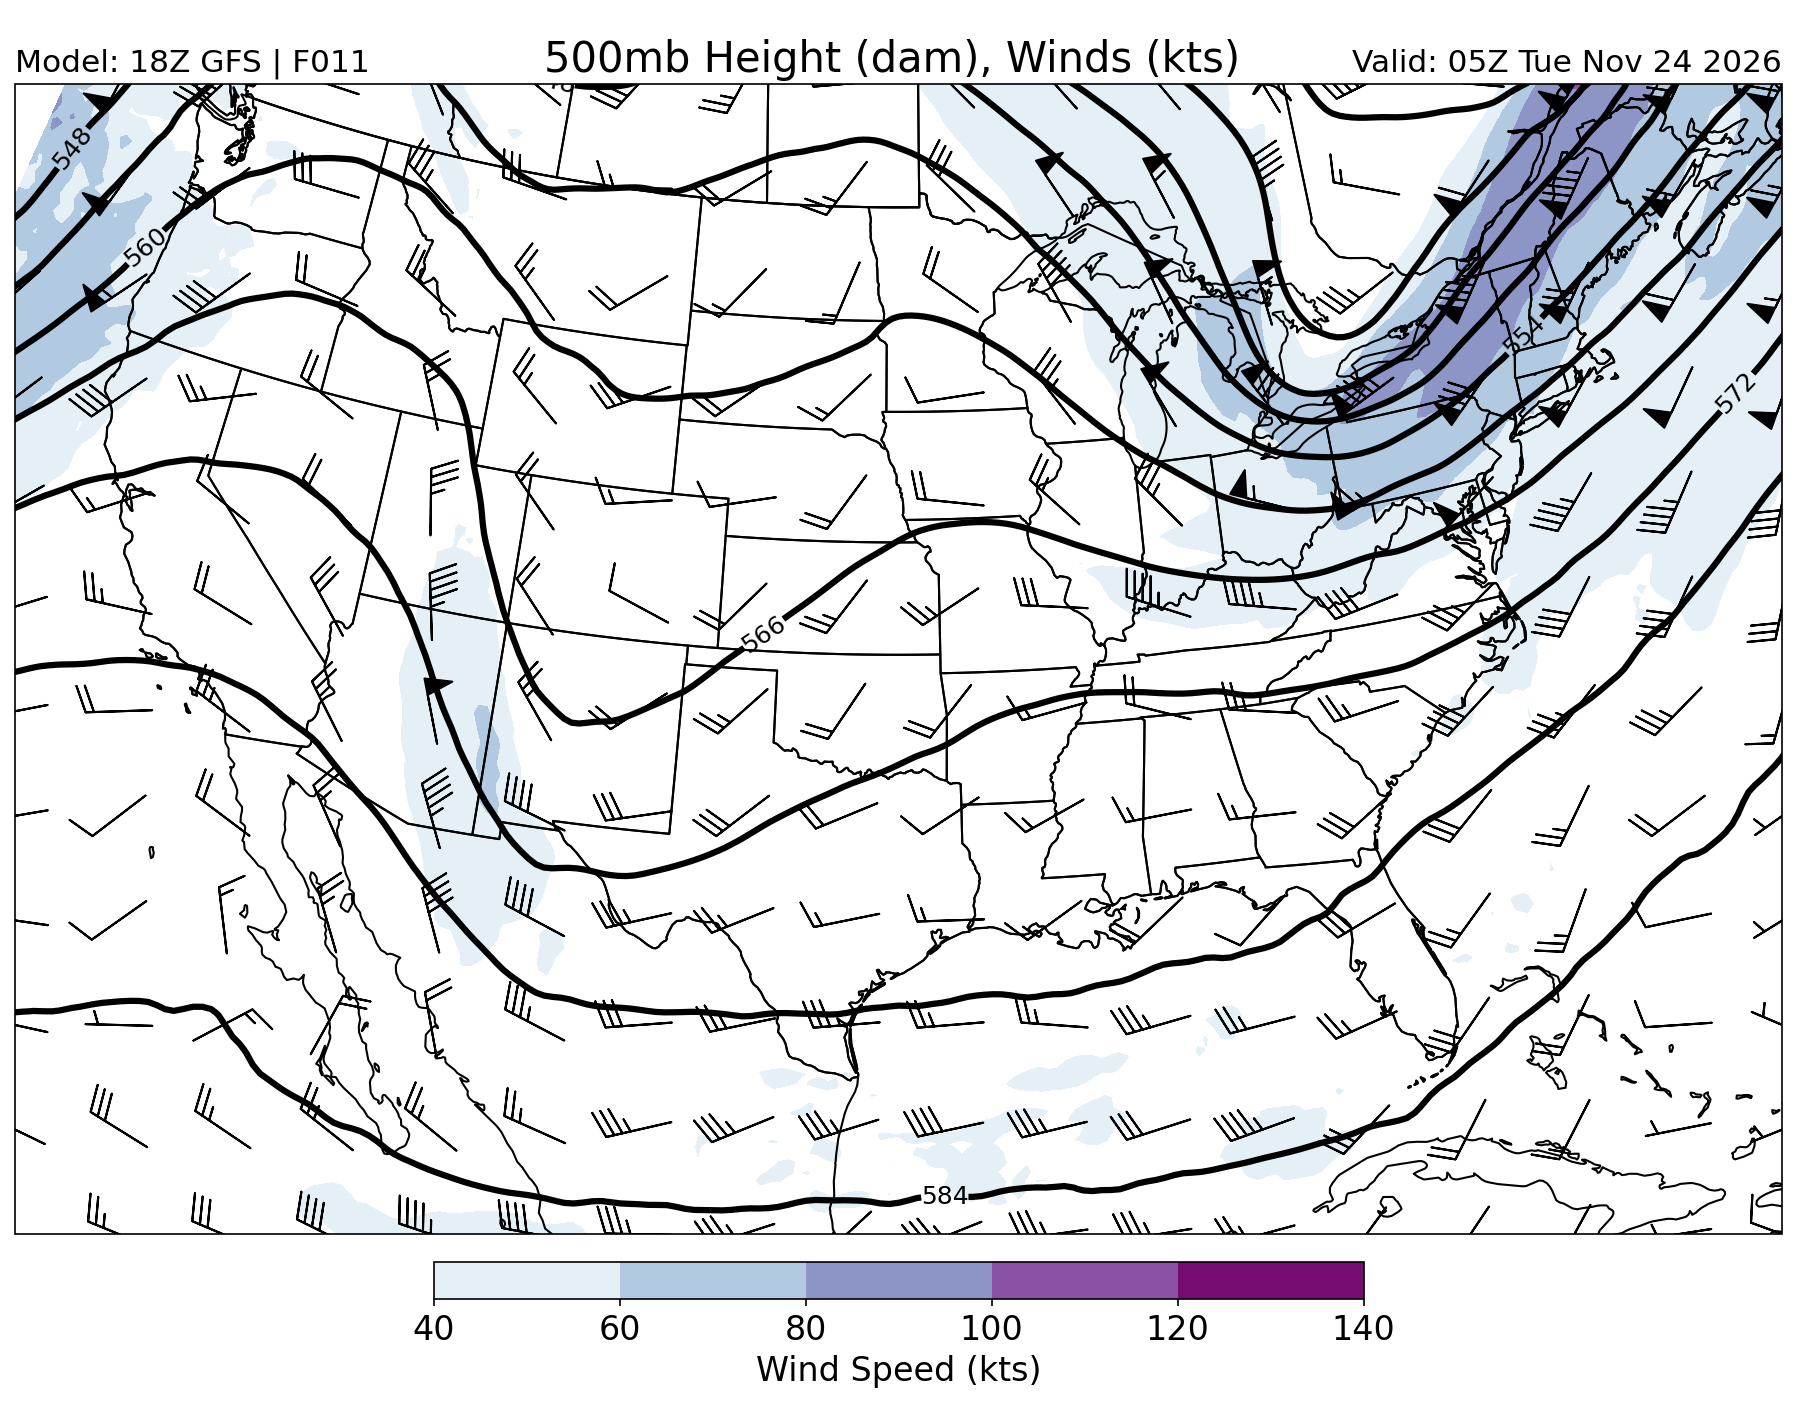 Model: 18Z GFS | F011
500mb Height (dam), Winds (kts)
Valid: 05Z Tue Nov 24 2026
548
560
554
572
566
584
40 60 80 100 120 140
Wind Speed (kts)